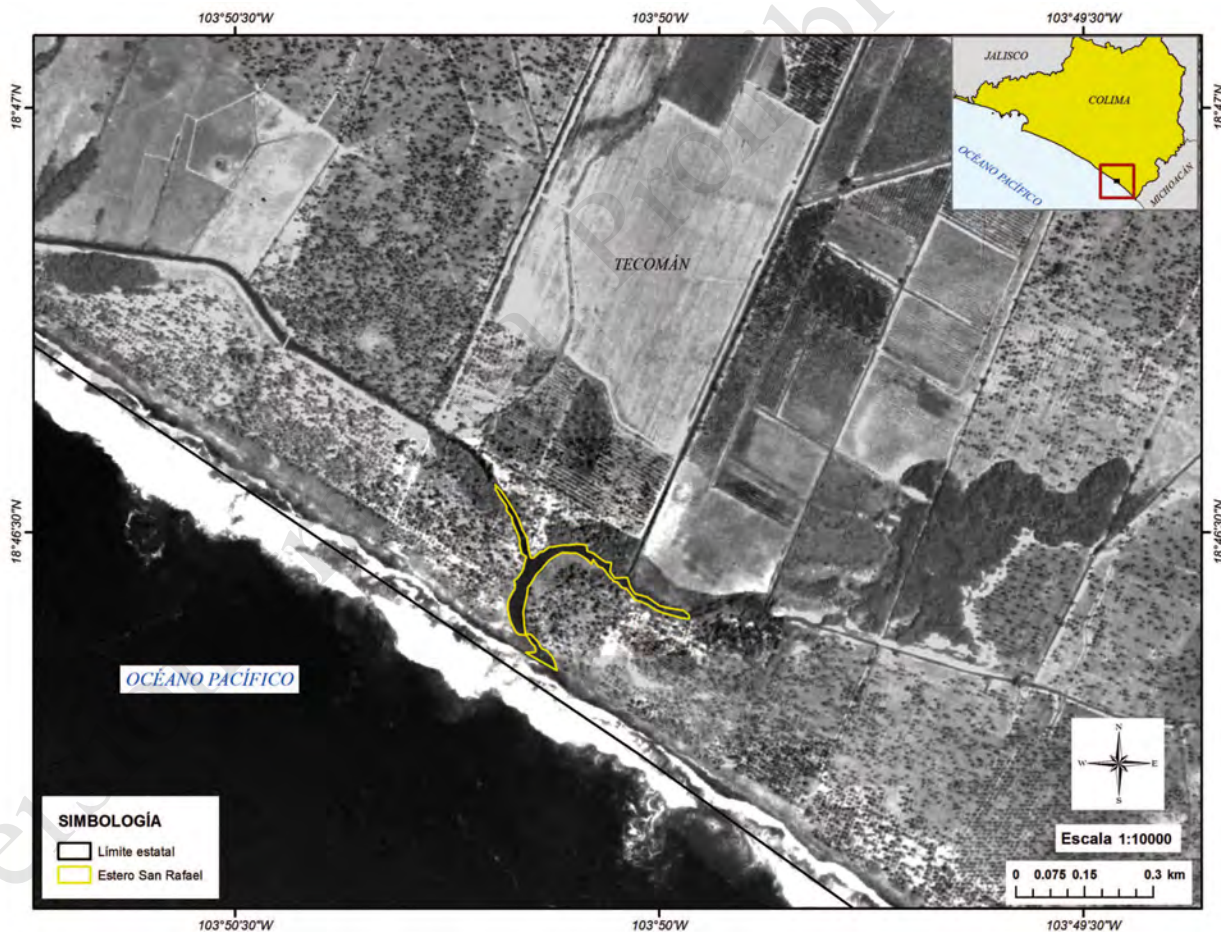 103°50'30"W 103°50'W 103°49'30"W
18°47'N
18°47'N
JALISCO
COLIMA
OCÉANO PACÍFICO
MICHOACÁN
TECOMÁN
18°46'30"N
18°46'30"N
OCÉANO PACÍFICO
N
W E
S
SIMBOLOGÍA
Límite estatal
Estero San Rafael
Escala 1:10000
0 0.075 0.15 0.3 km
103°50'30"W 103°50'W 103°49'30"W